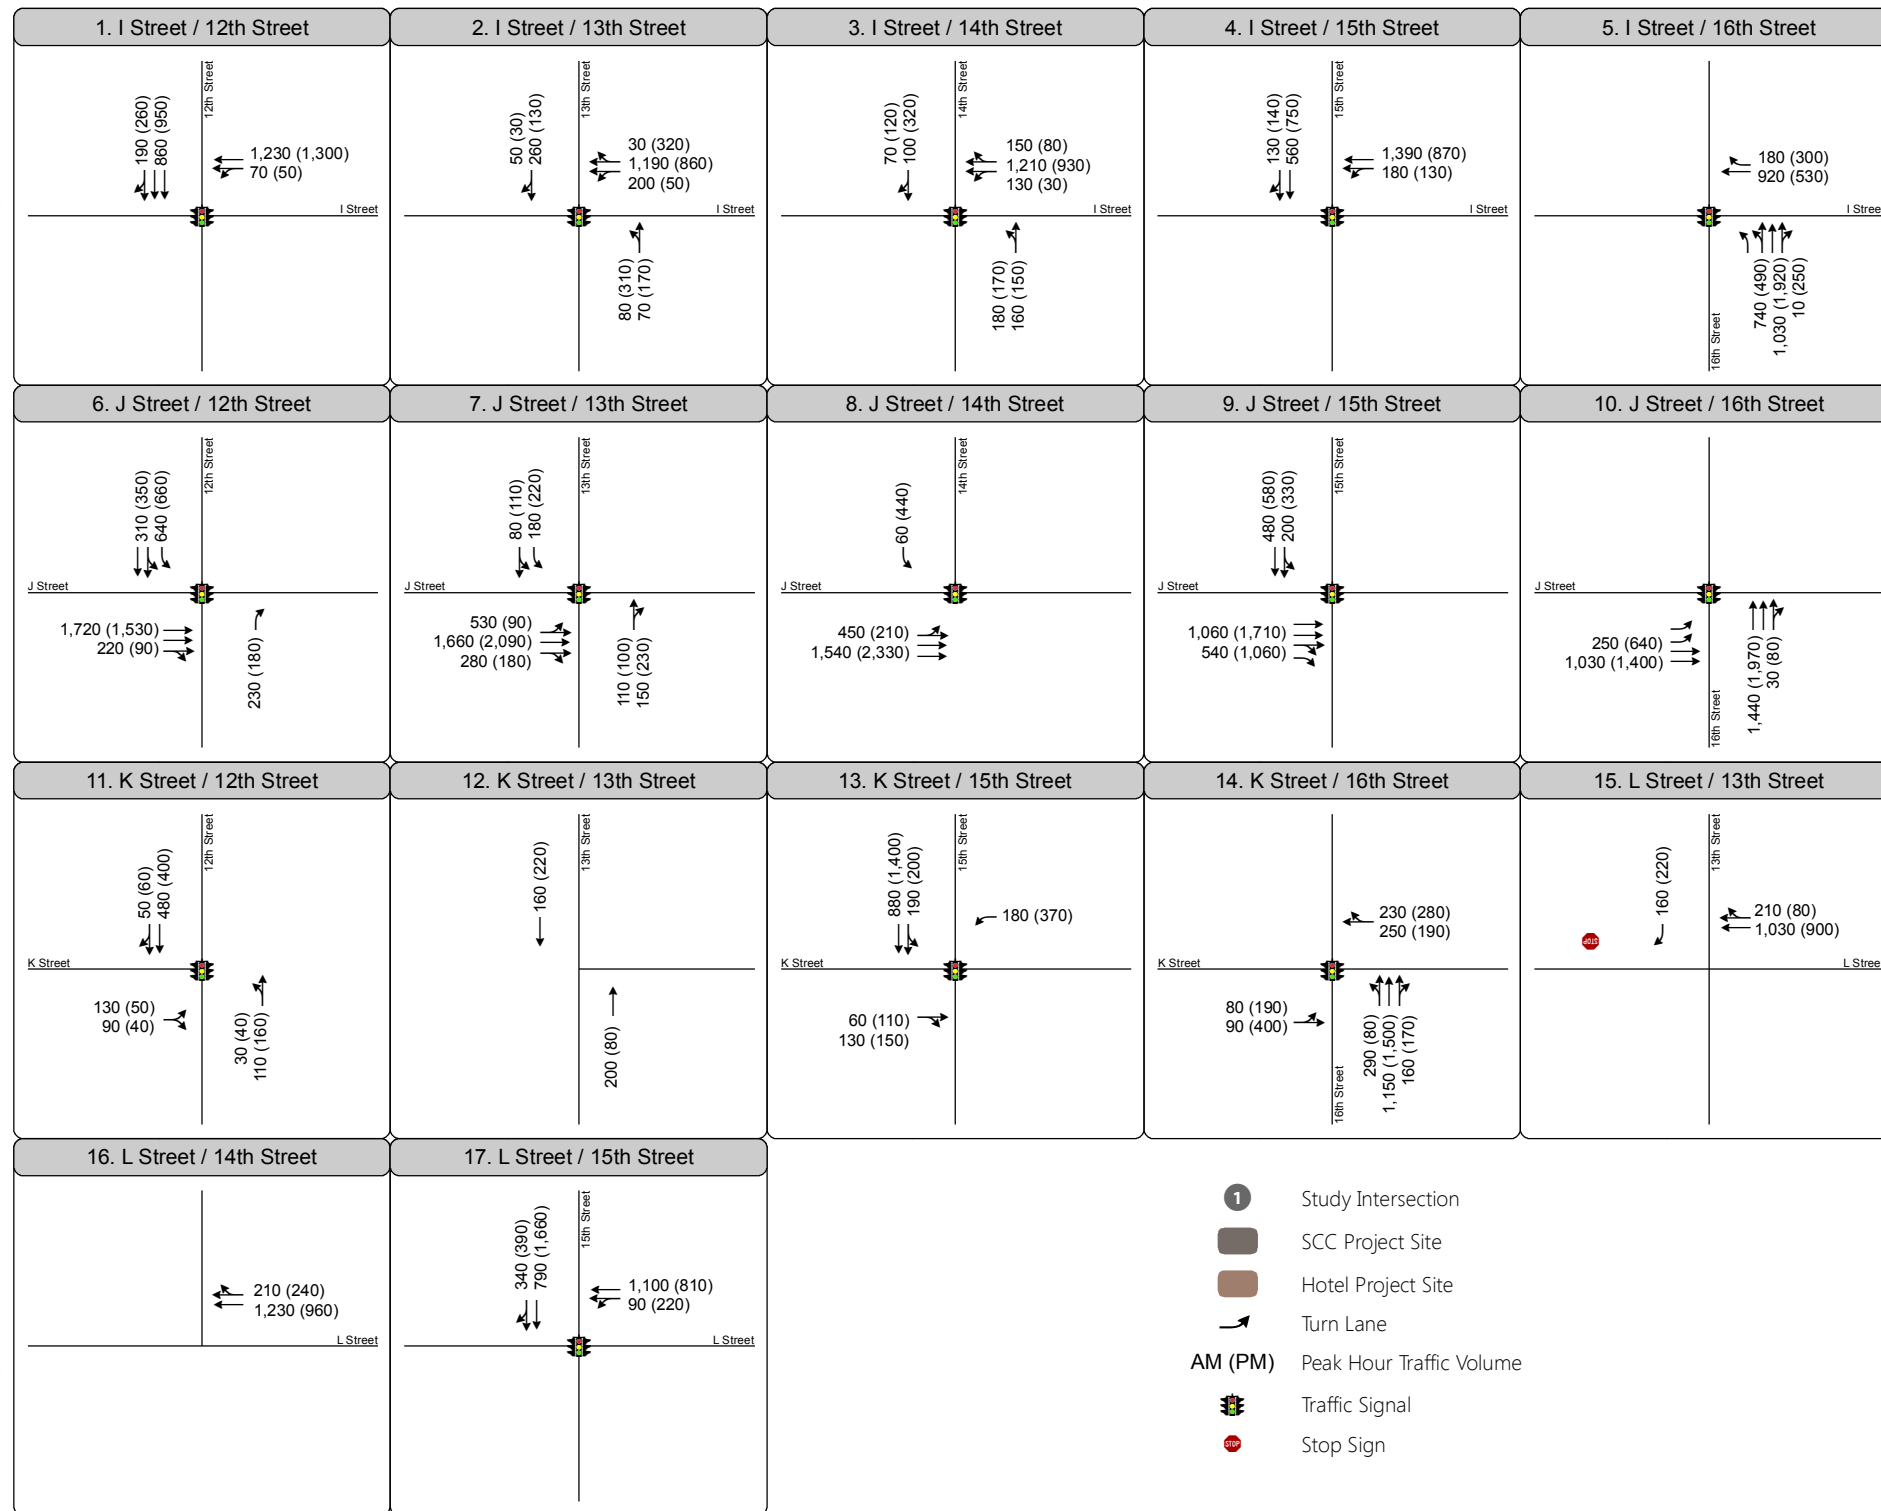 1. I Street / 12th Street
190 (260)
860 (950)
12th Street
1,230 (1,300)
70 (50)
I Street
2. I Street / 13th Street
50 (30)
260 (130)
13th Street
30 (320)
1,190 (860)
200 (50)
I Street
80 (310)
70 (170)
3. I Street / 14th Street
70 (120)
100 (320)
14th Street
150 (80)
1,210 (930)
130 (30)
I Street
180 (170)
160 (150)
4. I Street / 15th Street
130 (140)
560 (750)
15th Street
1,390 (870)
180 (130)
I Street
5. I Street / 16th Street
180 (300)
920 (530)
I Street
740 (490)
1,030 (1,920)
10 (250)
16th Street
6. J Street / 12th Street
310 (350)
640 (660)
12th Street
J Street
1,720 (1,530)
220 (90)
230 (180)
7. J Street / 13th Street
80 (110)
180 (220)
13th Street
J Street
530 (90)
1,660 (2,090)
280 (180)
110 (100)
150 (230)
8. J Street / 14th Street
60 (440)
14th Street
J Street
450 (210)
1,540 (2,330)
9. J Street / 15th Street
480 (580)
200 (330)
15th Street
J Street
1,060 (1,710)
540 (1,060)
10. J Street / 16th Street
J Street
250 (640)
1,030 (1,400)
1,440 (1,970)
30 (80)
16th Street
11. K Street / 12th Street
50 (60)
480 (400)
12th Street
K Street
130 (50)
90 (40)
30 (40)
110 (160)
12. K Street / 13th Street
160 (220)
13th Street
200 (80)
13. K Street / 15th Street
880 (1,400)
190 (200)
15th Street
180 (370)
K Street
60 (110)
130 (150)
14. K Street / 16th Street
230 (280)
250 (190)
K Street
80 (190)
90 (400)
290 (80)
1,150 (1,500)
160 (170)
16th Street
15. L Street / 13th Street
160 (220)
13th Street
210 (80)
1,030 (900)
STOP
L Street
16. L Street / 14th Street
210 (240)
1,230 (960)
L Street
17. L Street / 15th Street
340 (390)
790 (1,660)
15th Street
1,100 (810)
90 (220)
L Street
1 Study Intersection
SCC Project Site
Hotel Project Site
Turn Lane
AM (PM) Peak Hour Traffic Volume
Traffic Signal
STOP Stop Sign